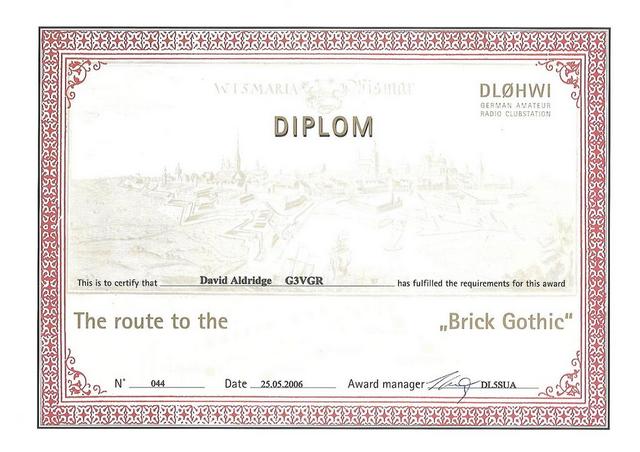 WISMARIA Wismar
DLØHWI
GERMAN AMATEUR
RADIO CLUBSTATION
DIPLOM
This is to certify that David Aldridge G3VGR has fulfilled the requirements for this award
The route to the „Brick Gothic“
N° 044 Date 25.05.2006 Award manager DL5SUA